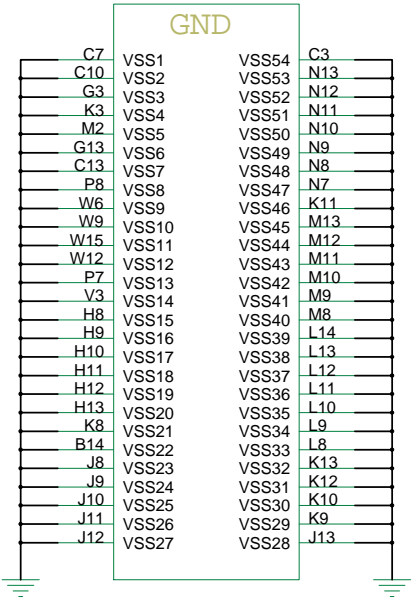 GND
C7 VSS1 VSS54 C3
C10 VSS2 VSS53 N13
G3 VSS3 VSS52 N12
K3 VSS4 VSS51 N11
M2 VSS5 VSS50 N10
G13 VSS6 VSS49 N9
C13 VSS7 VSS48 N8
P8 VSS8 VSS47 N7
W6 VSS9 VSS46 K11
W9 VSS10 VSS45 M13
W15 VSS11 VSS44 M12
W12 VSS12 VSS43 M11
P7 VSS13 VSS42 M10
V3 VSS14 VSS41 M9
H8 VSS15 VSS40 M8
H9 VSS16 VSS39 L14
H10 VSS17 VSS38 L13
H11 VSS18 VSS37 L12
H12 VSS19 VSS36 L11
H13 VSS20 VSS35 L10
K8 VSS21 VSS34 L9
B14 VSS22 VSS33 L8
J8 VSS23 VSS32 K13
J9 VSS24 VSS31 K12
J10 VSS25 VSS30 K10
J11 VSS26 VSS29 K9
J12 VSS27 VSS28 J13